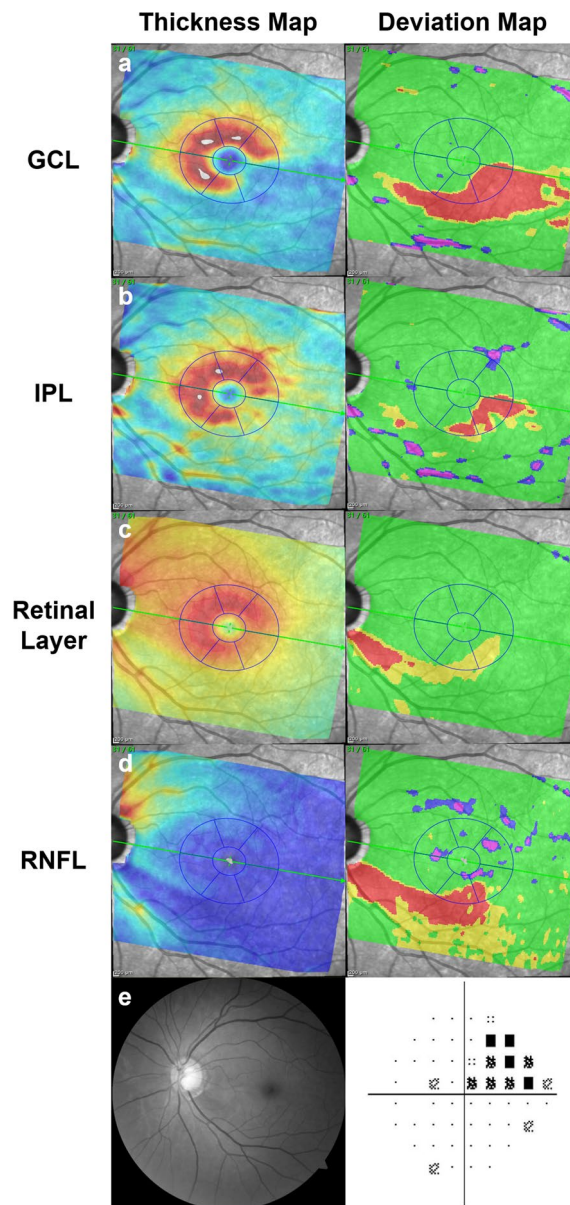 Thickness Map Deviation Map
a
GCL
b
IPL
c
Retinal
Layer
d
RNFL
e